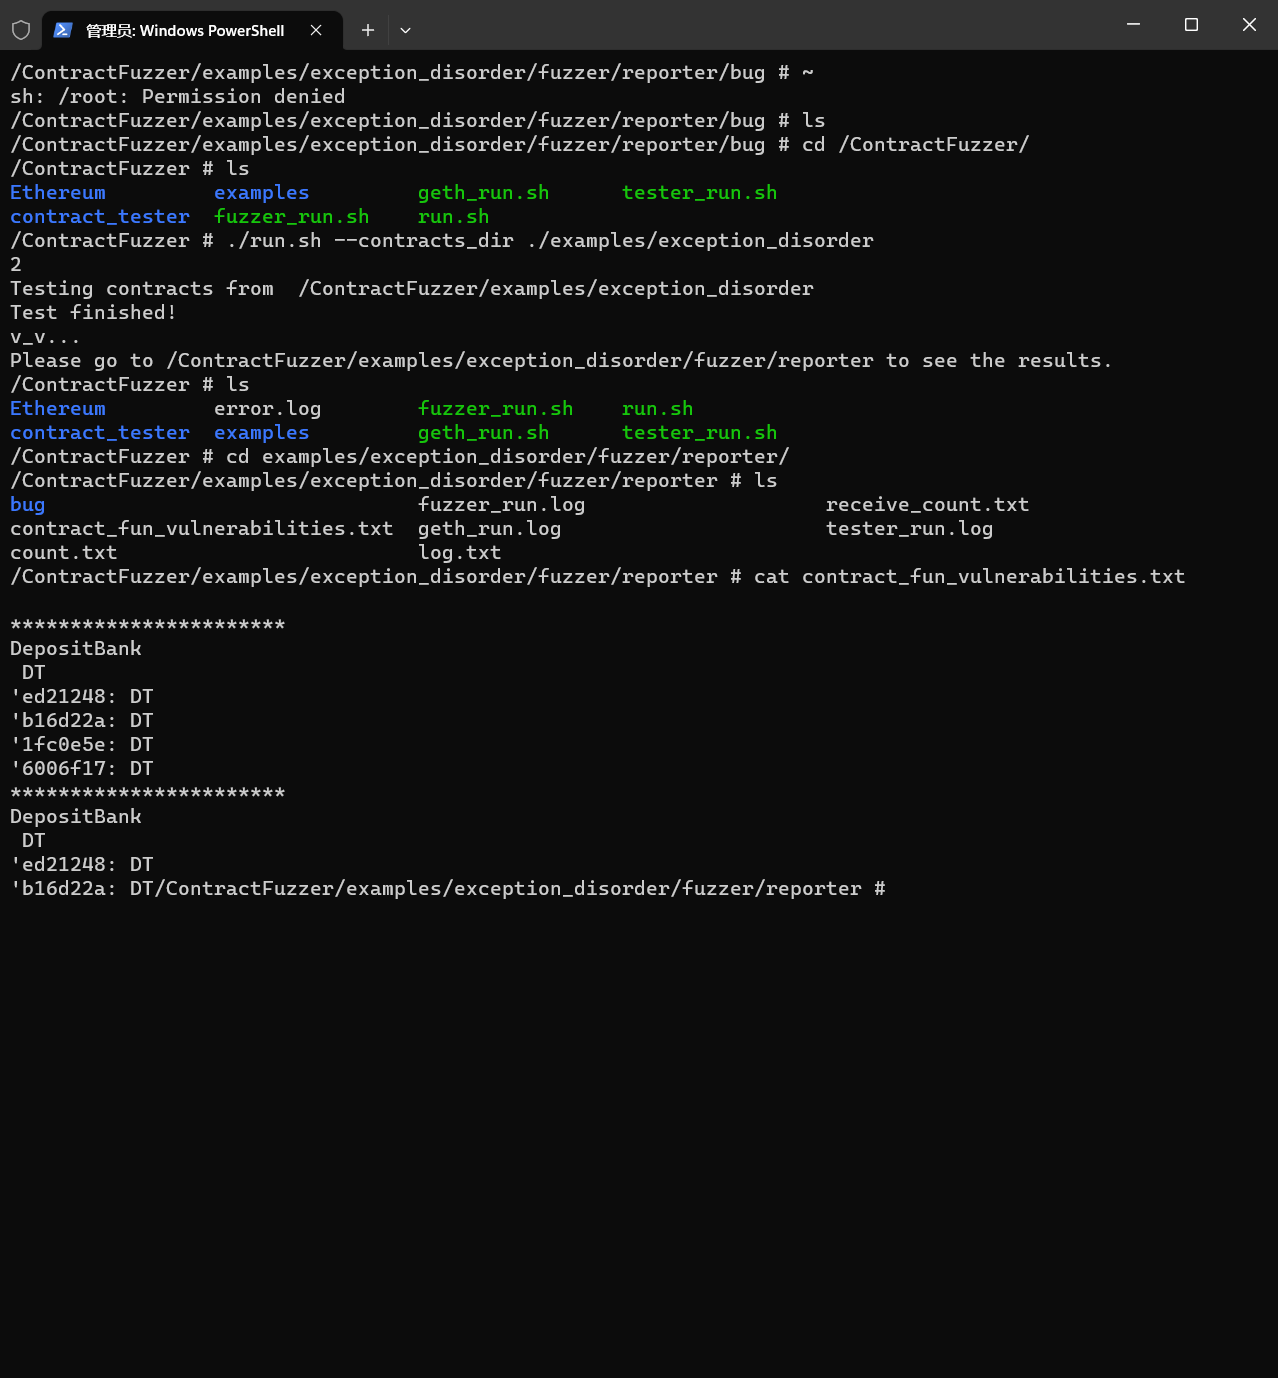 管理员: Windows PowerShell
/ContractFuzzer/examples/exception_disorder/fuzzer/reporter/bug # ~
sh: /root: Permission denied
/ContractFuzzer/examples/exception_disorder/fuzzer/reporter/bug # ls
/ContractFuzzer/examples/exception_disorder/fuzzer/reporter/bug # cd /ContractFuzzer/
/ContractFuzzer # ls
Ethereum         examples         geth_run.sh      tester_run.sh
contract_tester  fuzzer_run.sh    run.sh
/ContractFuzzer # ./run.sh --contracts_dir ./examples/exception_disorder
2
Testing contracts from  /ContractFuzzer/examples/exception_disorder
Test finished!
v_v...
Please go to /ContractFuzzer/examples/exception_disorder/fuzzer/reporter to see the results.
/ContractFuzzer # ls
Ethereum         error.log        fuzzer_run.sh    run.sh
contract_tester  examples         geth_run.sh      tester_run.sh
/ContractFuzzer # cd examples/exception_disorder/fuzzer/reporter/
/ContractFuzzer/examples/exception_disorder/fuzzer/reporter # ls
bug                               fuzzer_run.log                    receive_count.txt
contract_fun_vulnerabilities.txt  geth_run.log                      tester_run.log
count.txt                         log.txt
/ContractFuzzer/examples/exception_disorder/fuzzer/reporter # cat contract_fun_vulnerabilities.txt
***********************
DepositBank
 DT
'ed21248: DT
'b16d22a: DT
'1fc0e5e: DT
'6006f17: DT
***********************
DepositBank
 DT
'ed21248: DT
'b16d22a: DT/ContractFuzzer/examples/exception_disorder/fuzzer/reporter #